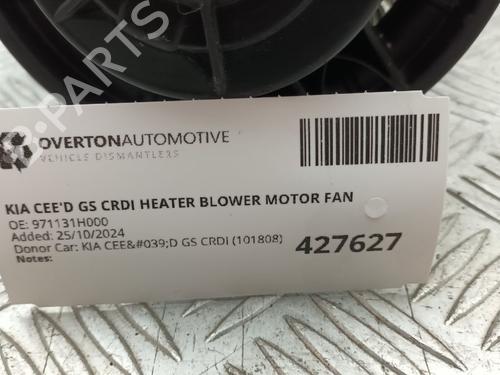 OVERTONAUTOMOTIVE
VEHICLE DISMANTLERS
KIA CEE'D GS CRDI HEATER BLOWER MOTOR FAN
OE: 971131H000
Added: 25/10/2024
Donor Car: KIA CEE&#039;D GS CRDI (101808)
427627
Notes: